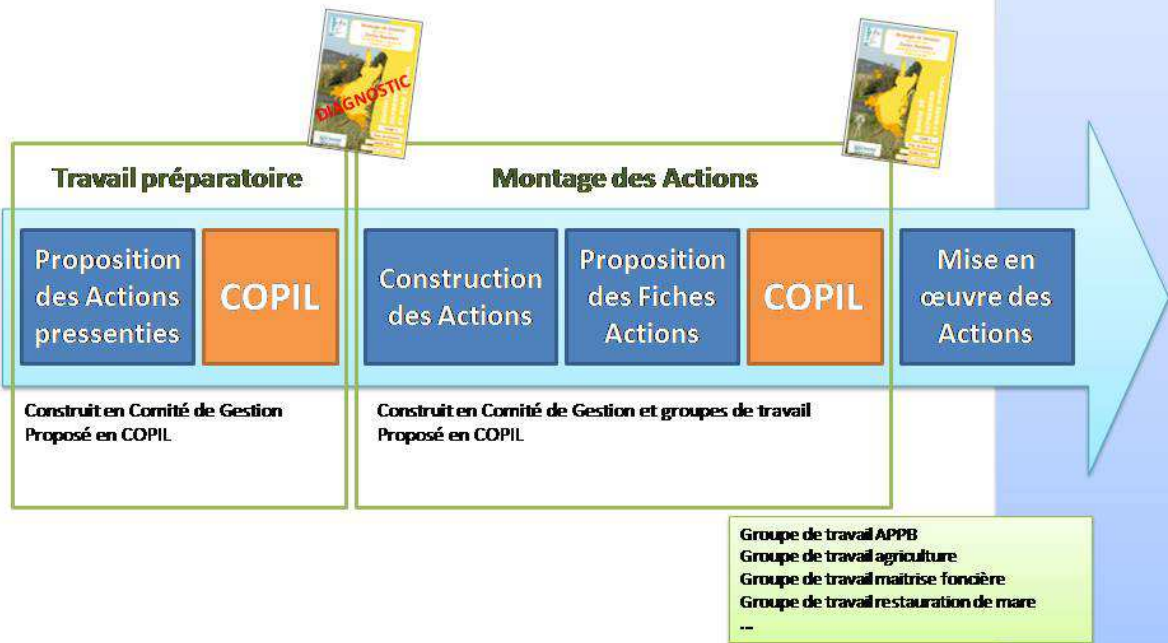 DIAGNOSTIC
Travail préparatoire
Montage des Actions
Proposition
des Actions
pressenties
COPIL
Construction
des Actions
Proposition
des Fiches
Actions
COPIL
Mise en
œuvre des
Actions
Construit en Comité de Gestion
Proposé en COPIL
Construit en Comité de Gestion et groupes de travail
Proposé en COPIL
Groupe de travail APPB
Groupe de travail agriculture
Groupe de travail maitrise foncière
Groupe de travail restauration de mare
...